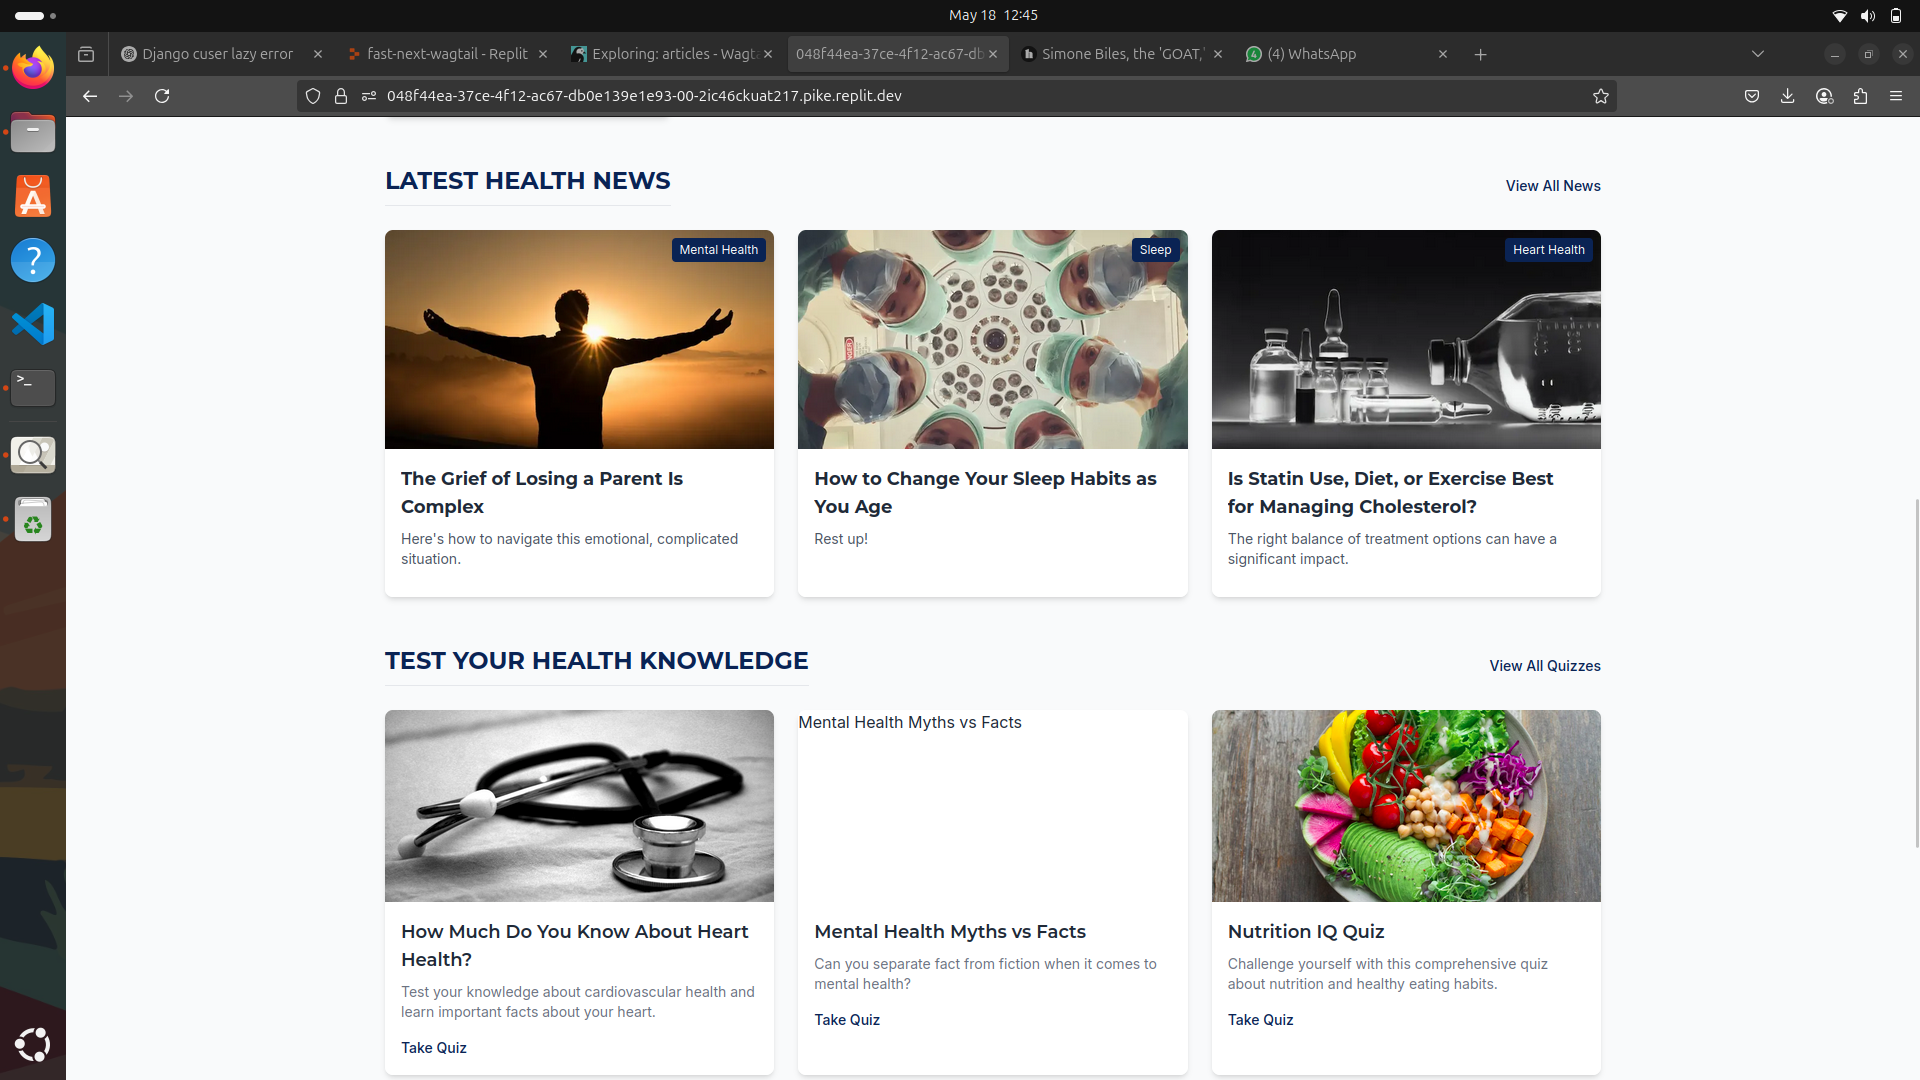 May 18 12:45
Django cuser lazy error
fast-next-wagtail - Replit
Exploring: articles - Wagt
048f44ea-37ce-4f12-ac67-db
Simone Biles, the 'GOAT,'
(4) WhatsApp
048f44ea-37ce-4f12-ac67-db0e139e1e93-00-2ic46ckuat217.pike.replit.dev
LATEST HEALTH NEWS
View All News
Mental Health
Sleep
Heart Health
The Grief of Losing a Parent Is
Complex
Here's how to navigate this emotional, complicated
situation.
How to Change Your Sleep Habits as
You Age
Rest up!
Is Statin Use, Diet, or Exercise Best
for Managing Cholesterol?
The right balance of treatment options can have a
significant impact.
TEST YOUR HEALTH KNOWLEDGE
View All Quizzes
Mental Health Myths vs Facts
How Much Do You Know About Heart
Health?
Test your knowledge about cardiovascular health and
learn important facts about your heart.
Take Quiz
Mental Health Myths vs Facts
Can you separate fact from fiction when it comes to
mental health?
Take Quiz
Nutrition IQ Quiz
Challenge yourself with this comprehensive quiz
about nutrition and healthy eating habits.
Take Quiz